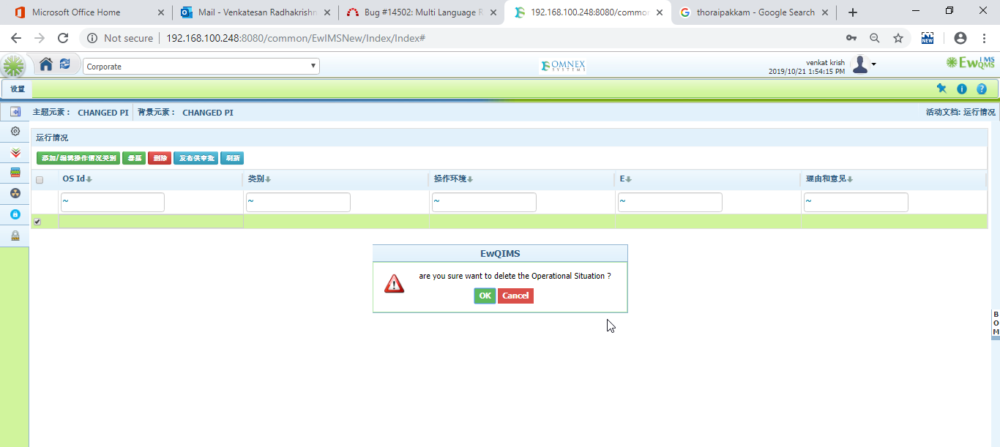 Microsoft Office Home
Mail - Venkatesan Radhakrishn
Bug #14502: Multi Language R
192.168.100.248:8080/commo
thoraipakkam - Google Search
Not secure
192.168.100.248:8080/common/EwIMSNew/Index/Index#
NEW
Corporate
OMNEX
SYSTEMS
venkat krish
2019/10/21 1:54:15 PM
EwIMS
QMS
设置
主题元素： CHANGED PI 背景元素： CHANGED PI
活动文档: 运行情况
运行情况
添加/编辑操作情况类别
删除
发布供审批
刷新
OS Id 类别 操作环境 E 理由和意见
~ ~ ~ ~ ~
EwQIMS
are you sure want to delete the Operational Situation ?
OK Cancel
B
O
M